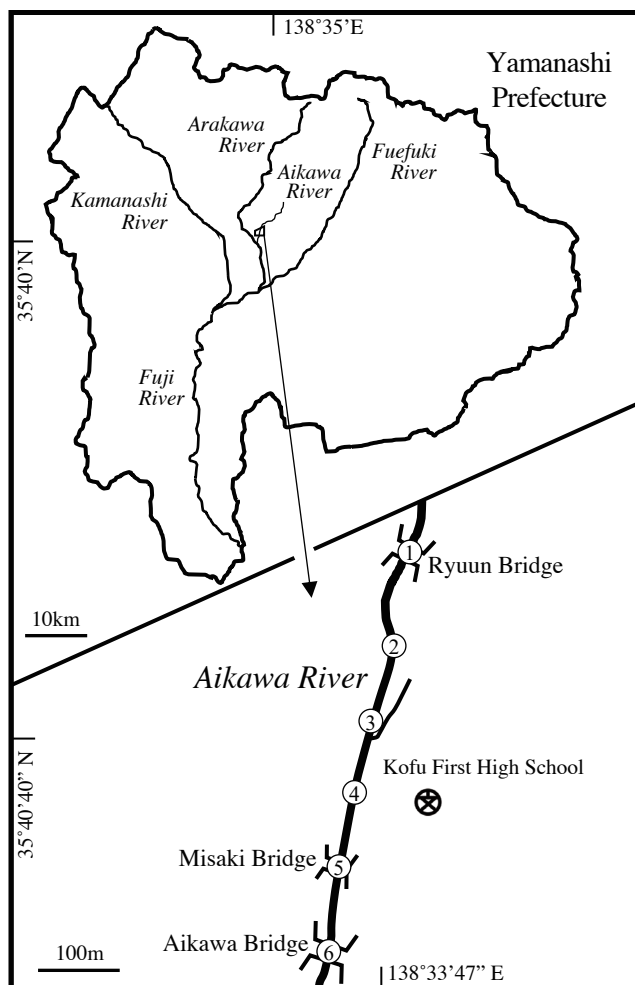 138°35'E
Yamanashi
Prefecture
Arakawa
River
Aikawa
River
Fuefuki
River
Kamanashi
River
35°40'N
Fuji
River
10km
1
Ryuun Bridge
2
Aikawa River
3
Kofu First High School
35°40'40” N
4
Misaki Bridge
5
Aikawa Bridge
6
100m
138°33'47” E